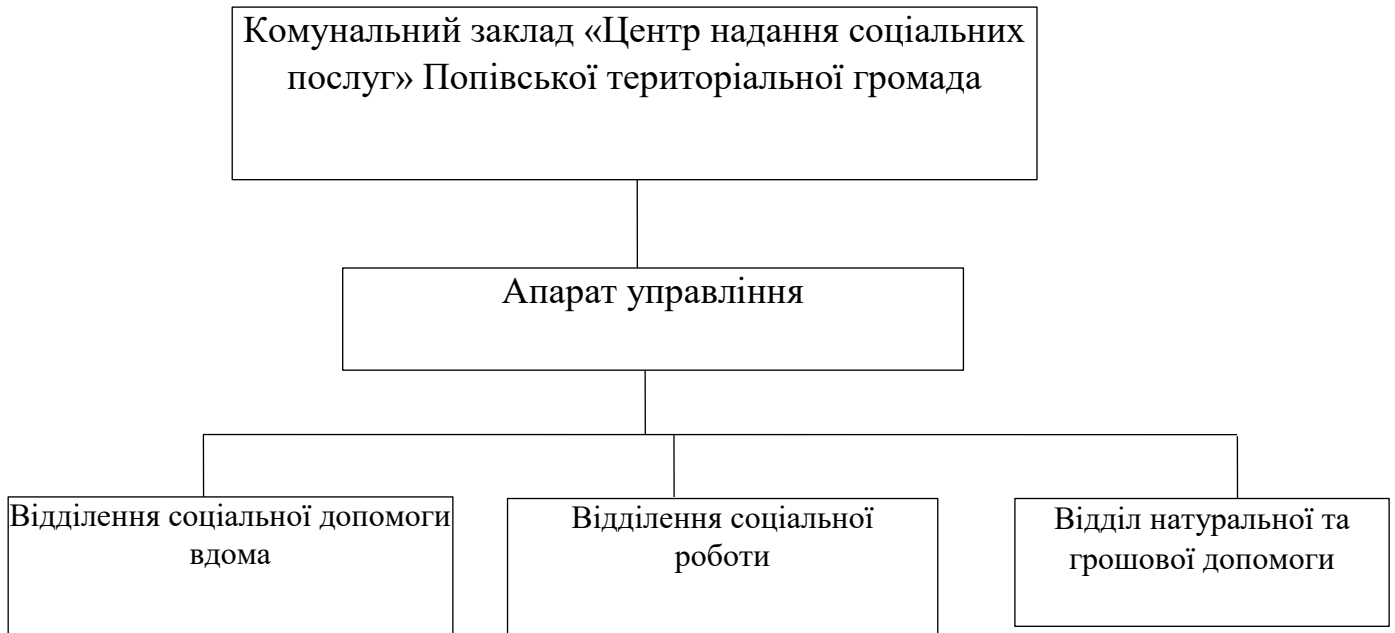 Комунальний заклад «Центр надання соціальних
послуг» Попівської територіальної громада
Апарат управління
Відділення соціальної допомоги
вдома
Відділення соціальної
роботи
Відділ натуральної та
грошової допомоги